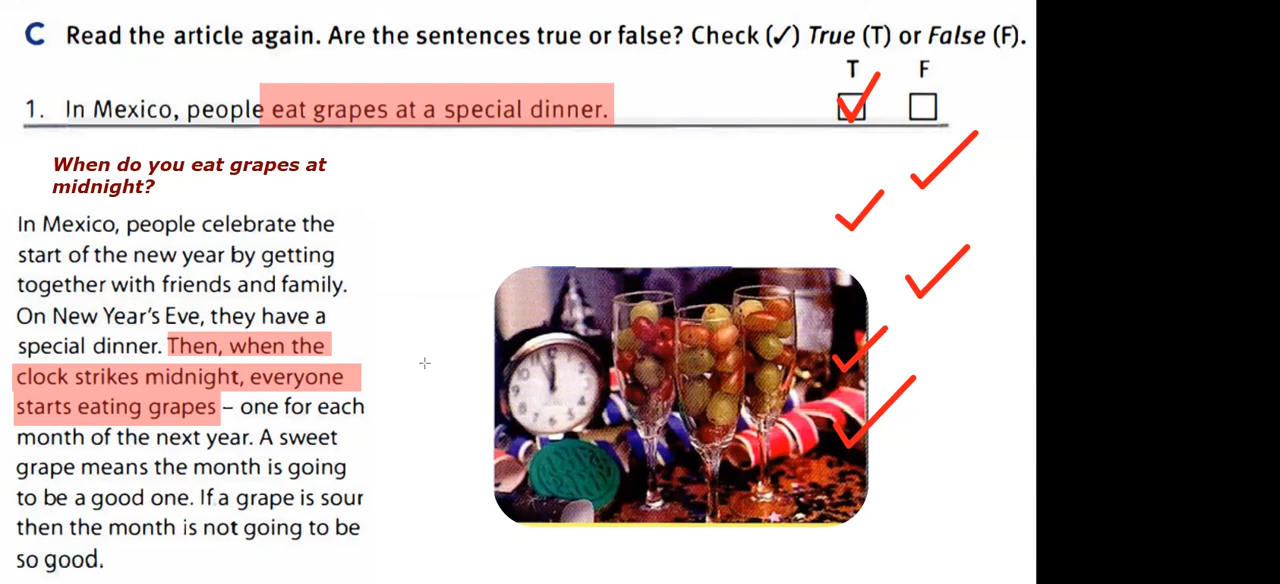 C Read the article again. Are the sentences true or false? Check (✓) True (T) or False (F).
T F
1. In Mexico, people eat grapes at a special dinner.
When do you eat grapes at
midnight?
In Mexico, people celebrate the
start of the new year by getting
together with friends and family.
On New Year's Eve, they have a
special dinner. Then, when the
clock strikes midnight, everyone
starts eating grapes – one for each
month of the next year. A sweet
grape means the month is going
to be a good one. If a grape is sour
then the month is not going to be
so good.